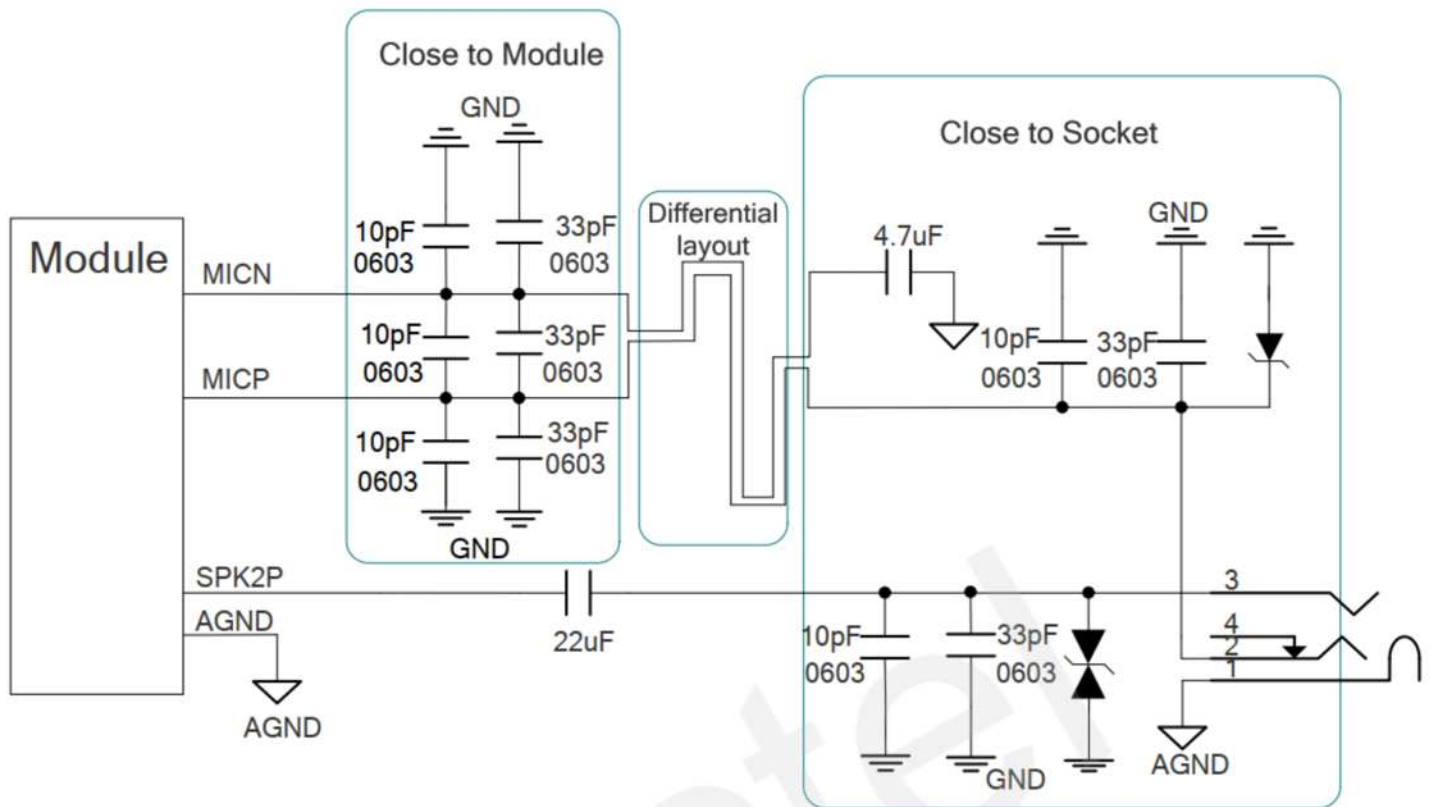 Close to Module
GND
10pF
0603
33pF
0603
Module
MICN
10pF
0603
33pF
0603
MICP
10pF
0603
33pF
0603
GND
Differential
layout
Close to Socket
4.7uF
GND
10pF
0603
33pF
0603
SPK2P
AGND
AGND
22uF
10pF
0603
33pF
0603
GND
3
4
2
1
AGND